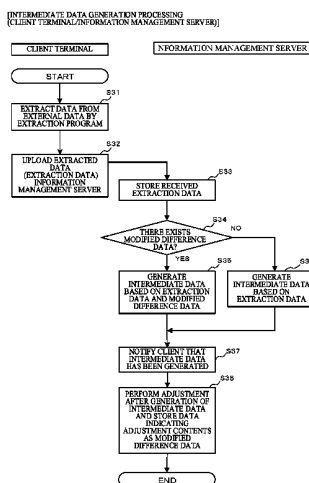 [INTERMEDIATE DATA GENERATION PROCESSING
(CLIENT TERMINAL/INFORMATION MANAGEMENT SERVER)]
CLIENT TERMINAL
NFORMATION MANAGEMENT SERVER
START
S31
EXTRACT DATA FROM
EXTERNAL DATA BY
EXTRACTION PROGRAM
S32
UPLOAD EXTRACTED
DATA
(EXTRACTION DATA)
INFORMATION
MANAGEMENT SERVER
S33
STORE RECEIVED
EXTRACTION DATA
S34
THERE EXISTS
MODIFIED DIFFERENCE
DATA?
NO
YES
S35
GENERATE
INTERMEDIATE DATA
BASED ON EXTRACTION
DATA AND MODIFIED
DIFFERENCE DATA
S3
GENERATE
INTERMEDIATE DATA
BASED ON
EXTRACTION DATA
S37
NOTIFY CLIENT THAT
INTERMEDIATE DATA
HAS BEEN GENERATED
S38
PERFORM ADJUSTMENT
AFTER GENERATION OF
INTERMEDIATE DATA
AND STORE DATA
INDICATING
ADJUSTMENT CONTENTS
AS MODIFIED
DIFFERENCE DATA
END